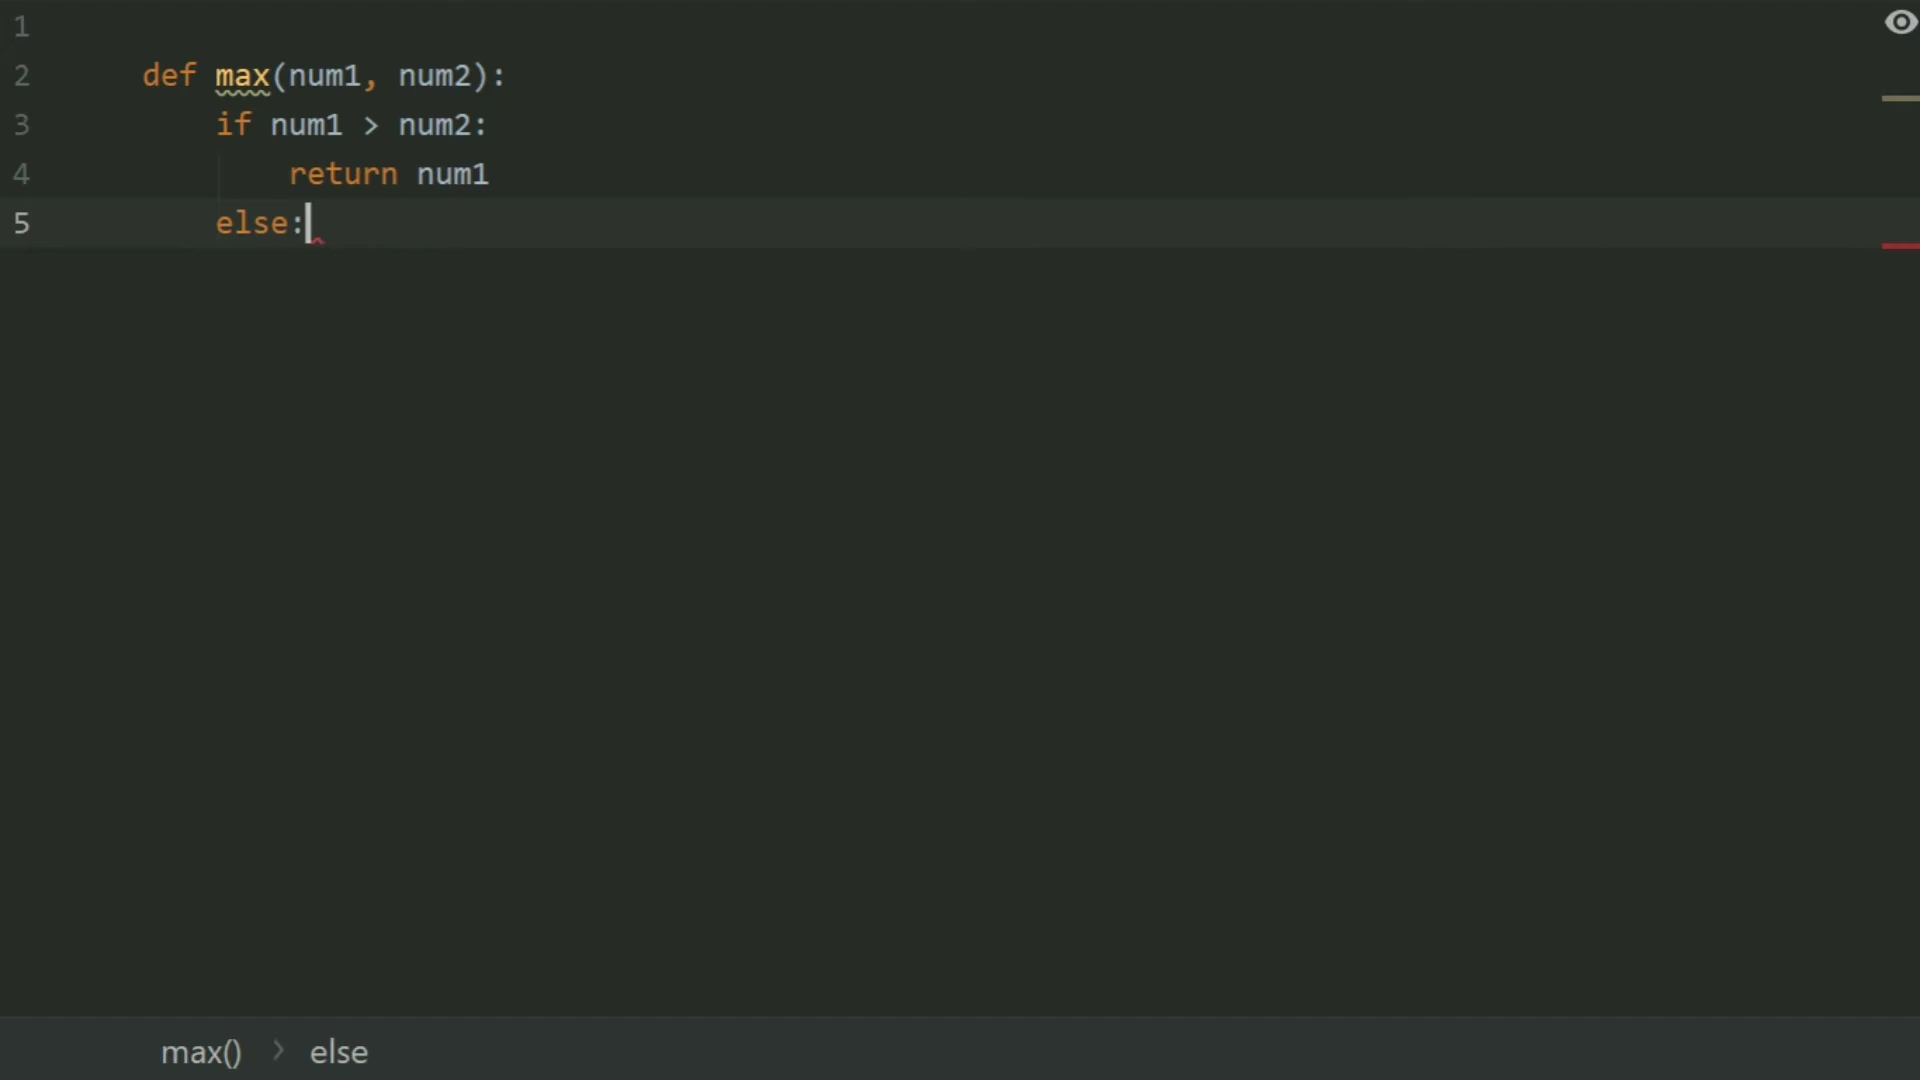 1
2 def max(num1, num2):
3 if num1 > num2:
4 return num1
5 else:
max() > else